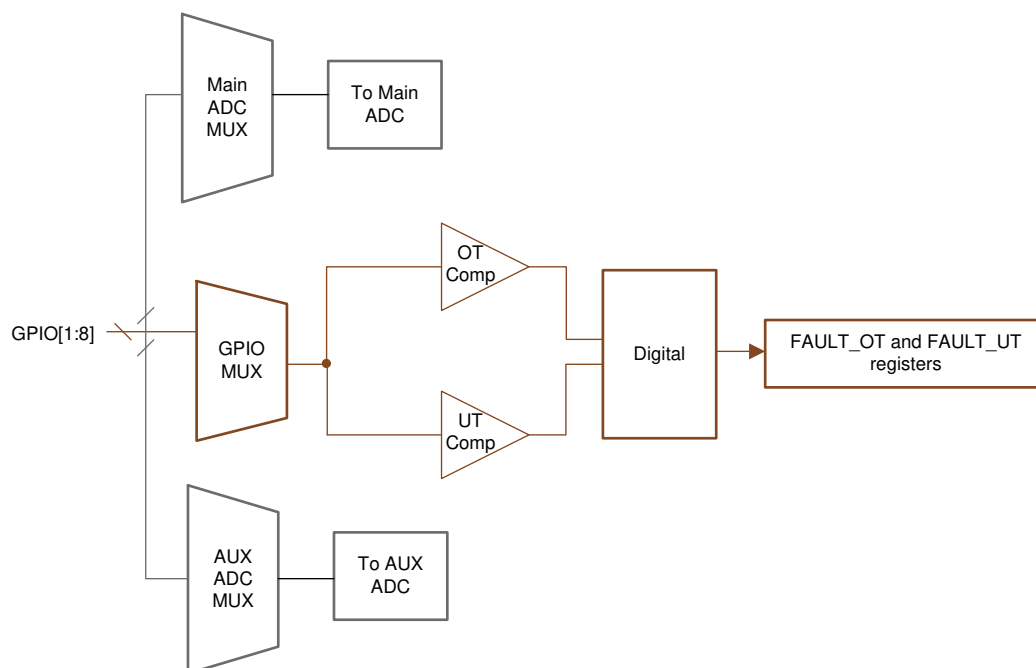 Main
ADC
MUX
To Main
ADC
OT
Comp
GPIO[1:8]
GPIO
MUX
Digital
FAULT_OT and FAULT_UT
registers
UT
Comp
AUX
ADC
MUX
To AUX
ADC